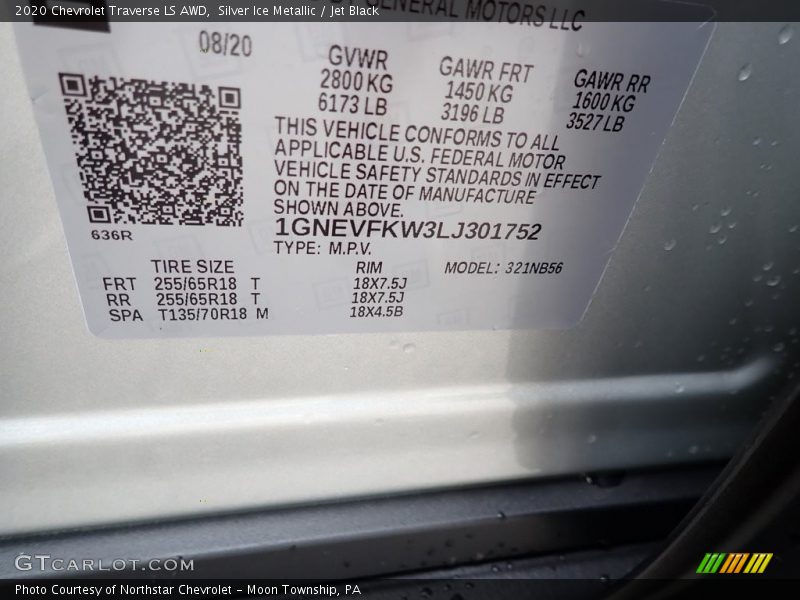 2020 Chevrolet Traverse LS AWD, Silver Ice Metallic / Jet Black
GENERAL MOTORS LLC
08/20
GVWR GAWR FRT GAWR RR
2800 KG 1450 KG 1600 KG
6173 LB 3196 LB 3527 LB
THIS VEHICLE CONFORMS TO ALL
APPLICABLE U.S. FEDERAL MOTOR
VEHICLE SAFETY STANDARDS IN EFFECT
ON THE DATE OF MANUFACTURE
SHOWN ABOVE.
636R
1GNEVFKW3LJ301752
TYPE: M.P.V.
TIRE SIZE RIM MODEL: 321NB56
FRT 255/65R18 T 18X7.5J
RR 255/65R18 T 18X7.5J
SPA T135/70R18 M 18X4.5B
GTCARLOT.COM
Photo Courtesy of Northstar Chevrolet - Moon Township, PA